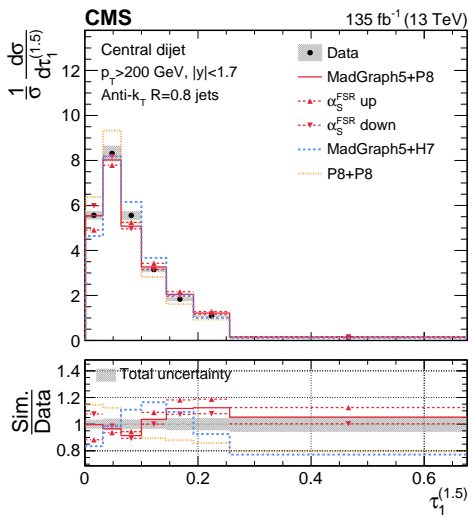 CMS 135 fb⁻¹ (13 TeV)
Central dijet
p_T>200 GeV, |y|<1.7
Anti-k_T R=0.8 jets
Data
MadGraph5+P8
α_S^FSR up
α_S^FSR down
MadGraph5+H7
P8+P8
1/σ dσ/dτ₁^(1.5)
12
10
8
6
4
2
0
Total uncertainty
Sim./Data
1.4
1.2
1
0.8
0 0.2 0.4 0.6
τ₁^(1.5)